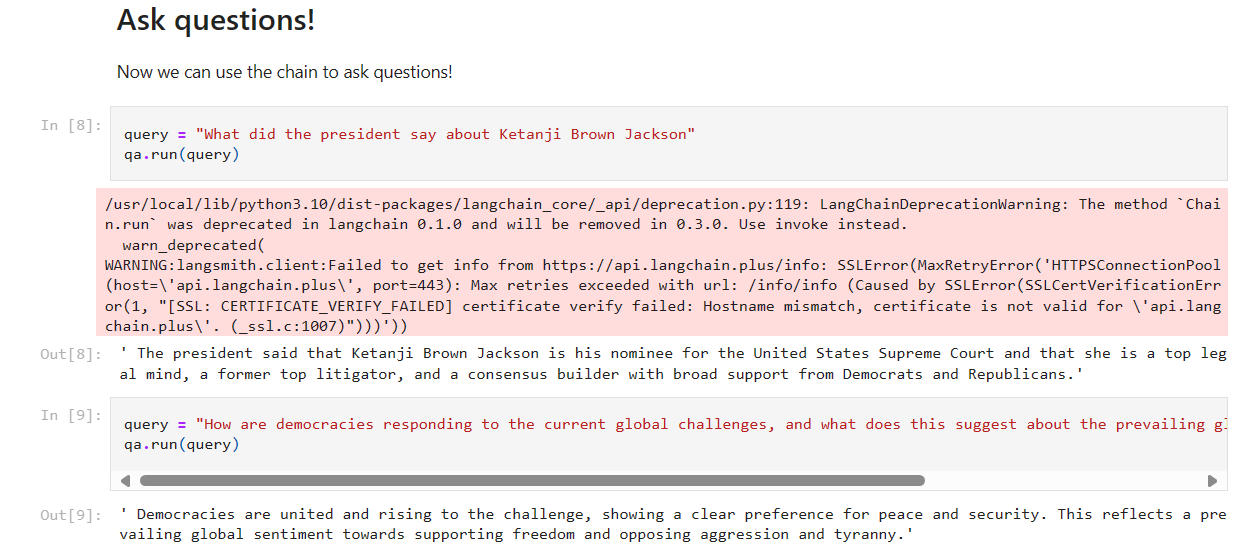 Ask questions!
Now we can use the chain to ask questions!
In [8]:
query = "What did the president say about Ketanji Brown Jackson"
qa.run(query)
/usr/local/lib/python3.10/dist-packages/langchain_core/_api/deprecation.py:119: LangChainDeprecationWarning: The method `Chai
n.run` was deprecated in langchain 0.1.0 and will be removed in 0.3.0. Use invoke instead.
  warn_deprecated(
WARNING:langsmith.client:Failed to get info from https://api.langchain.plus/info: SSLError(MaxRetryError('HTTPSConnectionPool
(host=\'api.langchain.plus\', port=443): Max retries exceeded with url: /info/info (Caused by SSLError(SSLCertVerificationErr
or(1, "[SSL: CERTIFICATE_VERIFY_FAILED] certificate verify failed: Hostname mismatch, certificate is not valid for \'api.lang
chain.plus\'. (_ssl.c:1007)")))'))
Out[8]: ' The president said that Ketanji Brown Jackson is his nominee for the United States Supreme Court and that she is a top leg
al mind, a former top litigator, and a consensus builder with broad support from Democrats and Republicans.'
In [9]:
query = "How are democracies responding to the current global challenges, and what does this suggest about the prevailing
qa.run(query)
Out[9]: ' Democracies are united and rising to the challenge, showing a clear preference for peace and security. This reflects a pre
vailing global sentiment towards supporting freedom and opposing aggression and tyranny.'